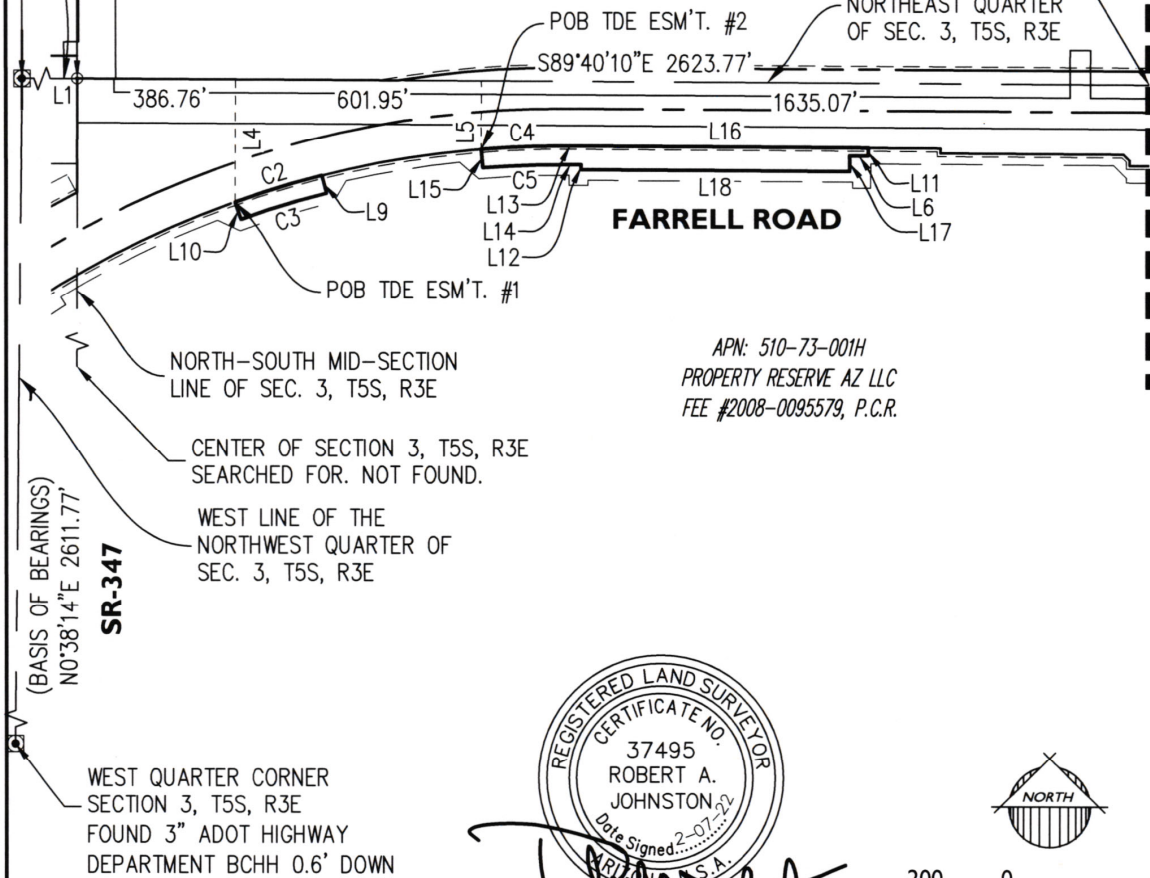 POB TDE ESM'T. #2
NORTHEAST QUARTER
OF SEC. 3, T5S, R3E
S89°40'10"E 2623.77'
L1
386.76'
601.95'
1635.07'
L4
L5
C4
L16
C2
L15
C5
L18
L11
L13
L6
L9
C3
L14
FARRELL ROAD
L17
L10
L12
POB TDE ESM'T. #1
NORTH-SOUTH MID-SECTION
LINE OF SEC. 3, T5S, R3E
APN: 510-73-001H
PROPERTY RESERVE AZ LLC
FEE #2008-0095579, P.C.R.
CENTER OF SECTION 3, T5S, R3E
SEARCHED FOR. NOT FOUND.
WEST LINE OF THE
NORTHWEST QUARTER OF
SEC. 3, T5S, R3E
(BASIS OF BEARINGS)
N0°38'14"E 2611.77'
SR-347
REGISTERED LAND SURVEYOR
CERTIFICATE NO.
37495
ROBERT A.
JOHNSTON
Date Signed 2-07-22
ARIZONA U.S.A.
WEST QUARTER CORNER
SECTION 3, T5S, R3E
FOUND 3" ADOT HIGHWAY
DEPARTMENT BCHH 0.6' DOWN
NORTH
200 0